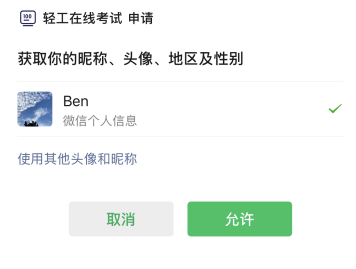 100
轻工在线考试 申请
获取你的昵称、头像、地区及性别
Ben
微信个人信息
使用其他头像和昵称
取消
允许